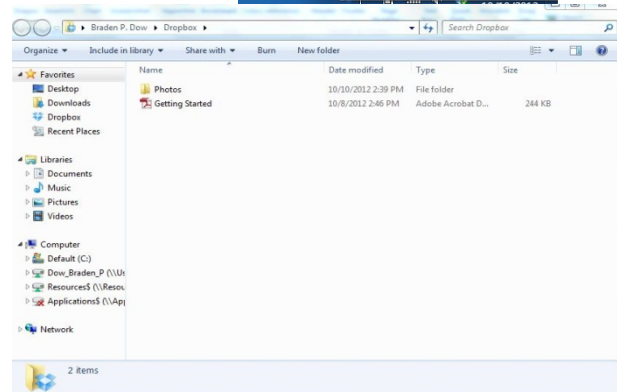 Braden P. Dow ▸ Dropbox ▸
Search Dropbox
Organize Include in library Share with Burn New folder
Name Date modified Type Size
Photos 10/10/2012 2:39 PM File folder
Getting Started 10/8/2012 2:46 PM Adobe Acrobat D... 244 KB
Favorites
Desktop
Downloads
Dropbox
Recent Places
Libraries
Documents
Music
Pictures
Videos
Computer
Default (C:)
Dow_Braden_P (\\Us
Resources$ (\\Resou
Applications$ (\\Ap
Network
2 items